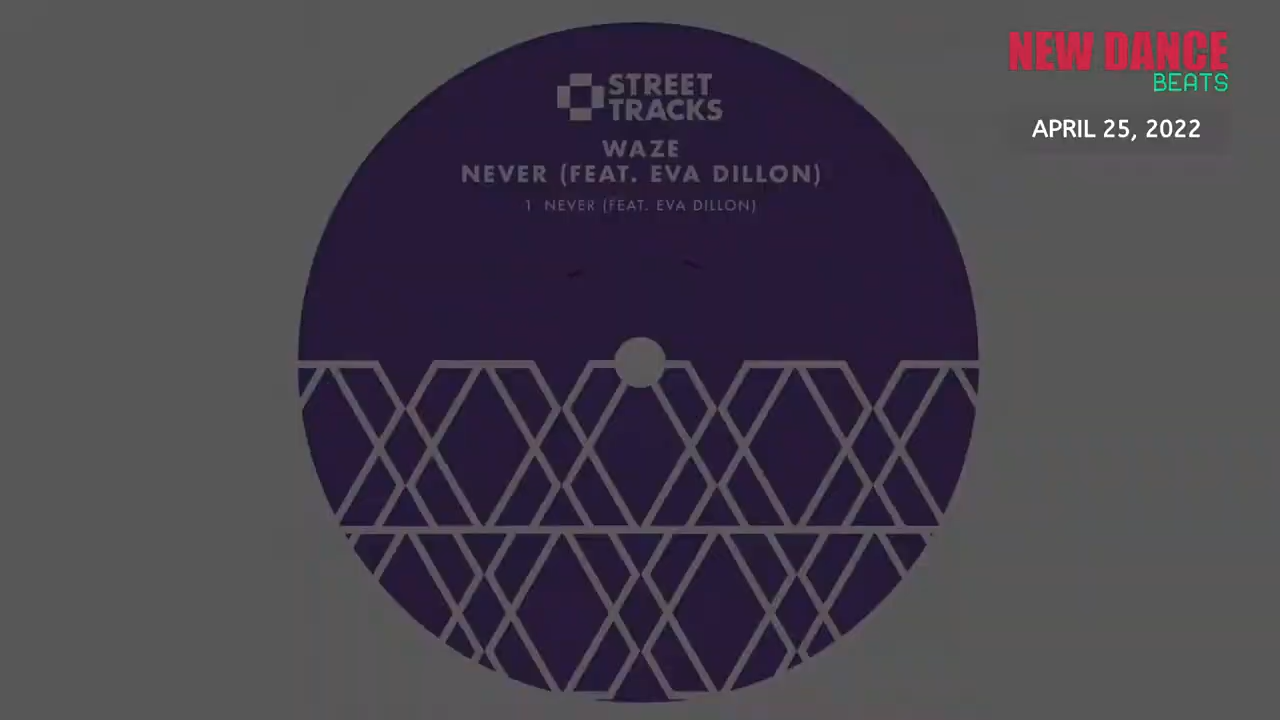 STREET
TRACKS
WAZE
NEVER (FEAT. EVA DILLON)
1 NEVER (FEAT. EVA DILLON)
NEW DANCE
BEATS
APRIL 25, 2022